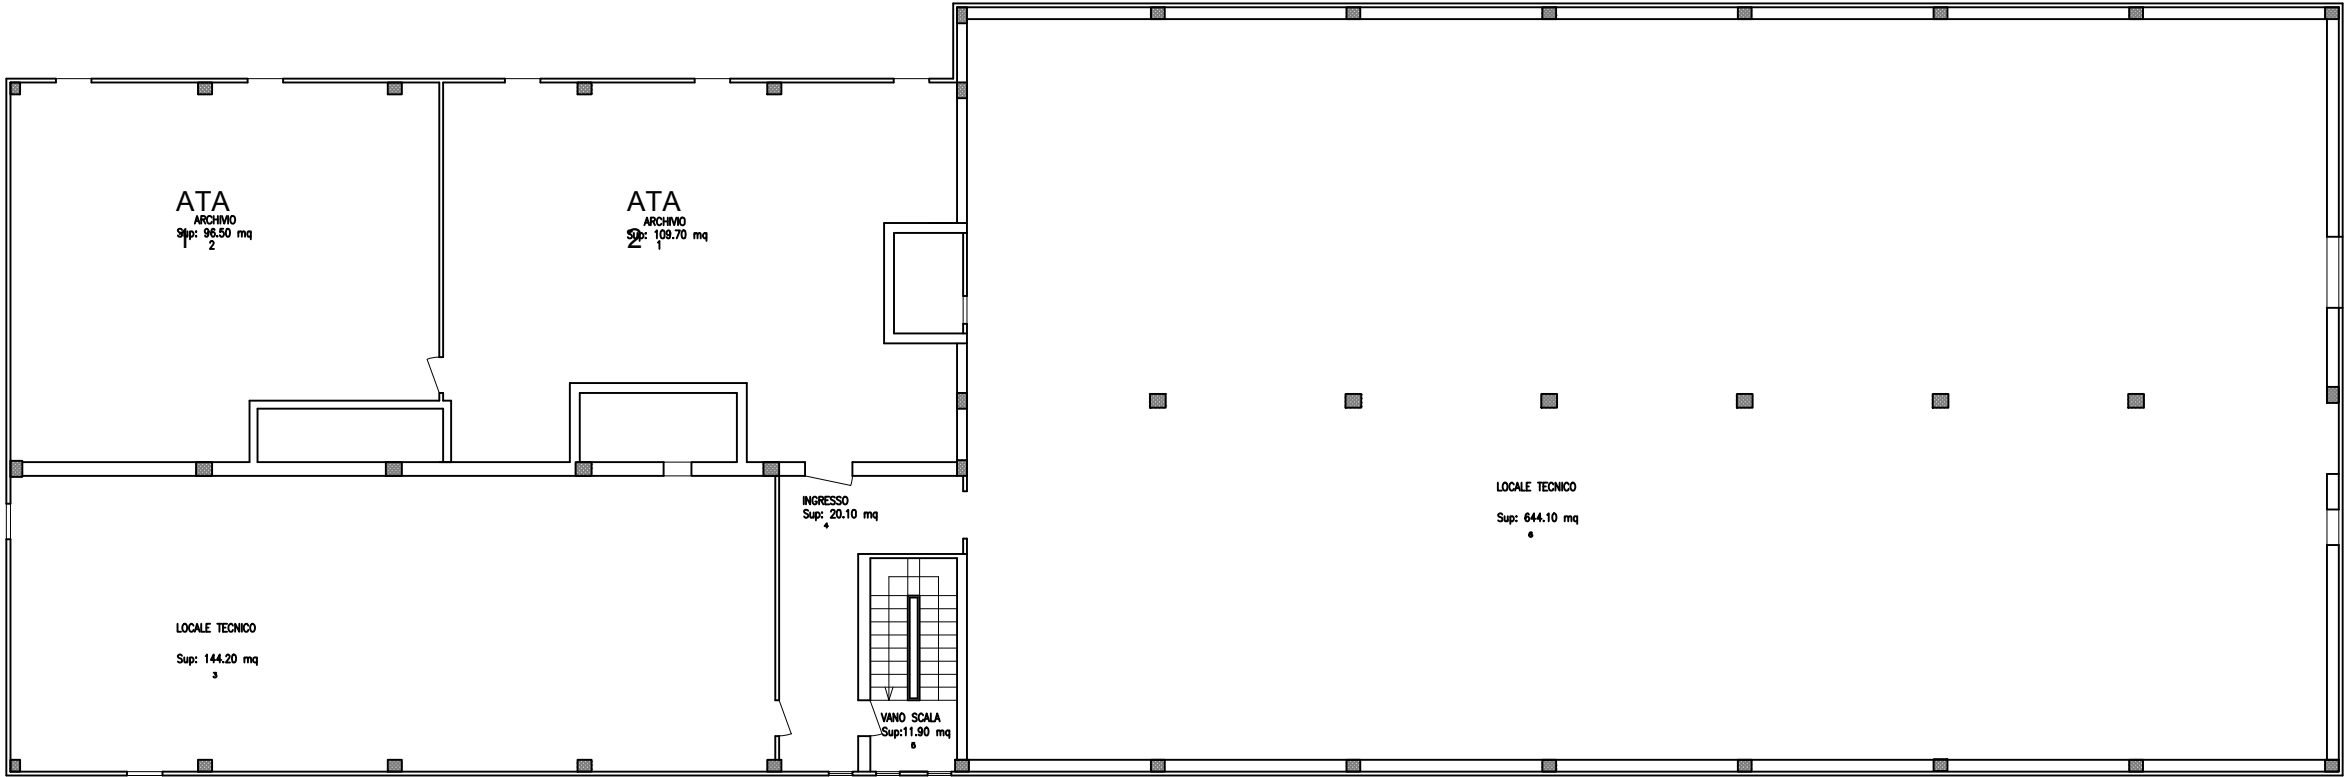 ATA
1
ARCHIVIO
Sup: 96.50 mq
2
ATA
2
ARCHIVIO
Sup: 109.70 mq
1
INGRESSO
Sup: 20.10 mq
4
LOCALE TECNICO
Sup: 644.10 mq
6
LOCALE TECNICO
Sup: 144.20 mq
3
VANO SCALA
Sup:11.90 mq
5